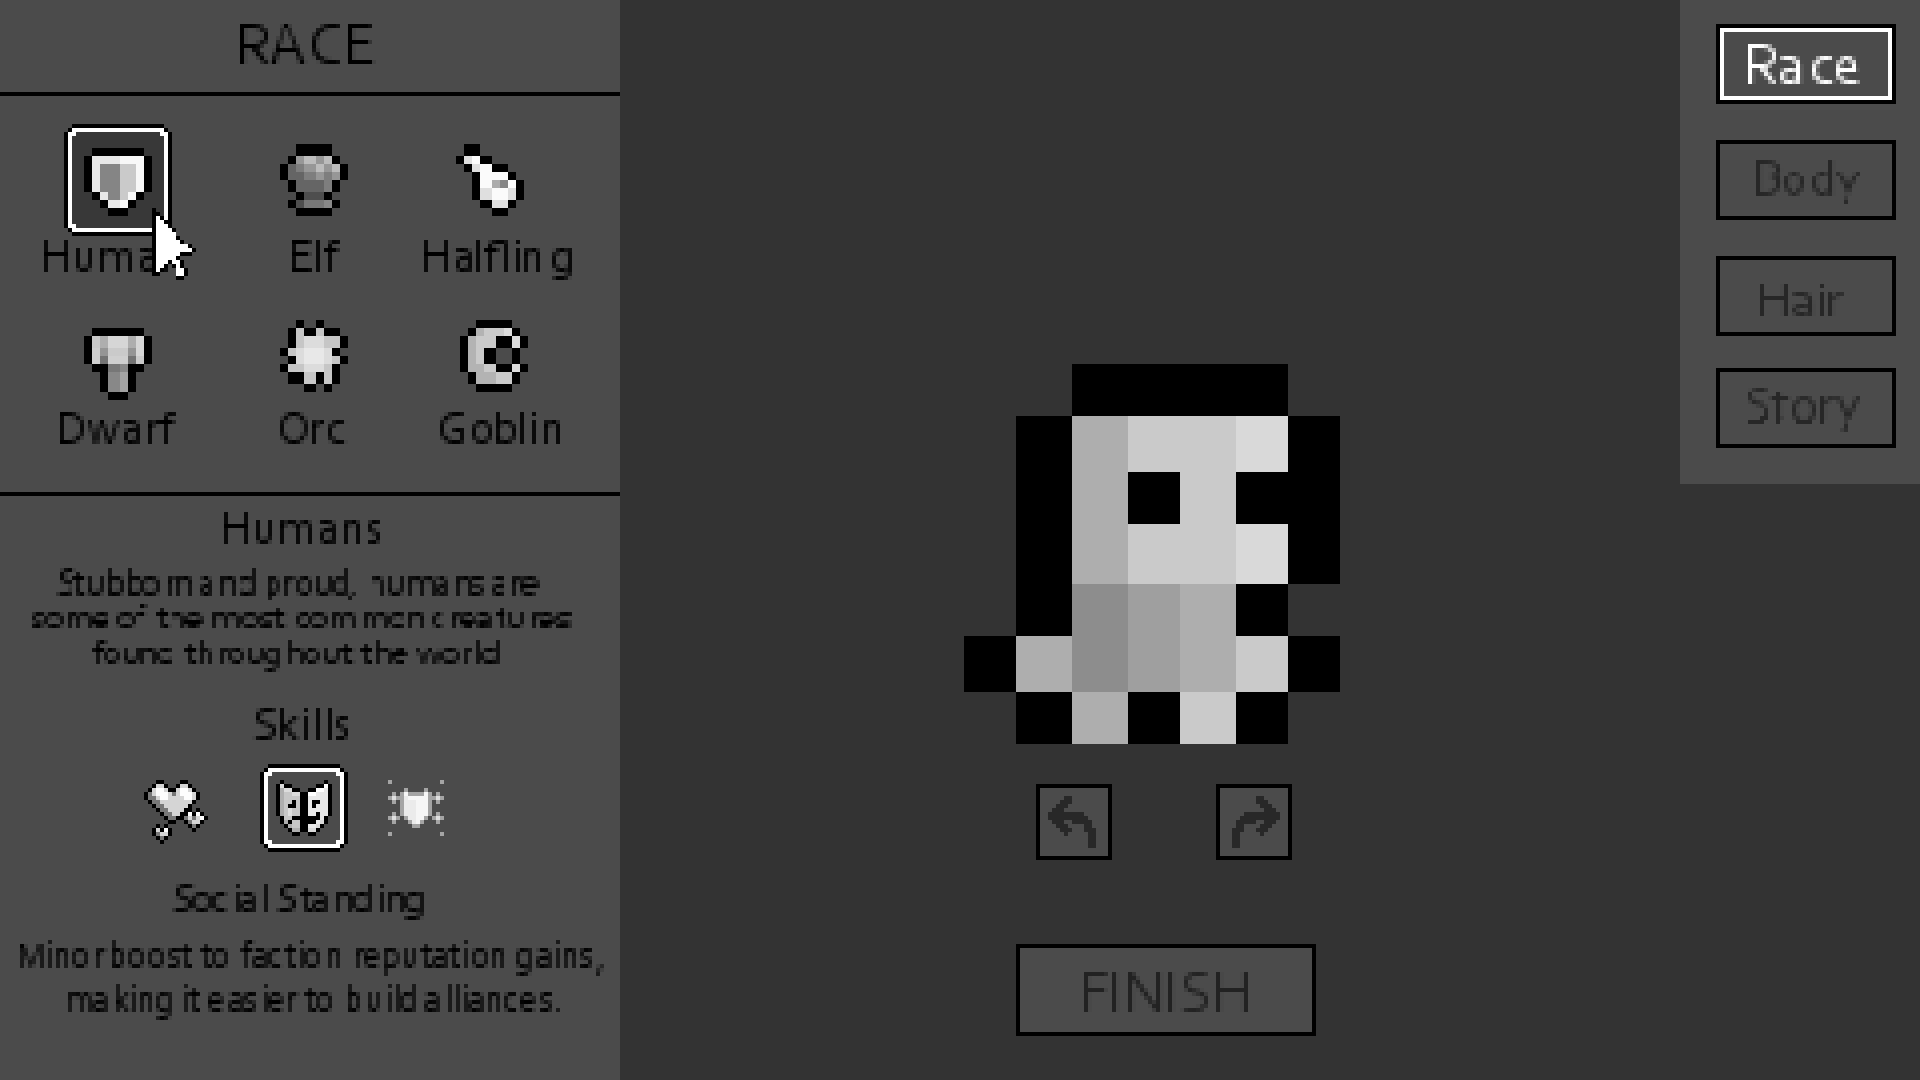 RACE
Human
Elf
Halfling
Dwarf
Orc
Goblin
Humans
Stubborn and proud, humans are
some of the most common creatures
found throughout the world
Skills
Social Standing
Minor boost to faction reputation gains,
making it easier to build alliances.
Race
Body
Hair
Story
FINISH